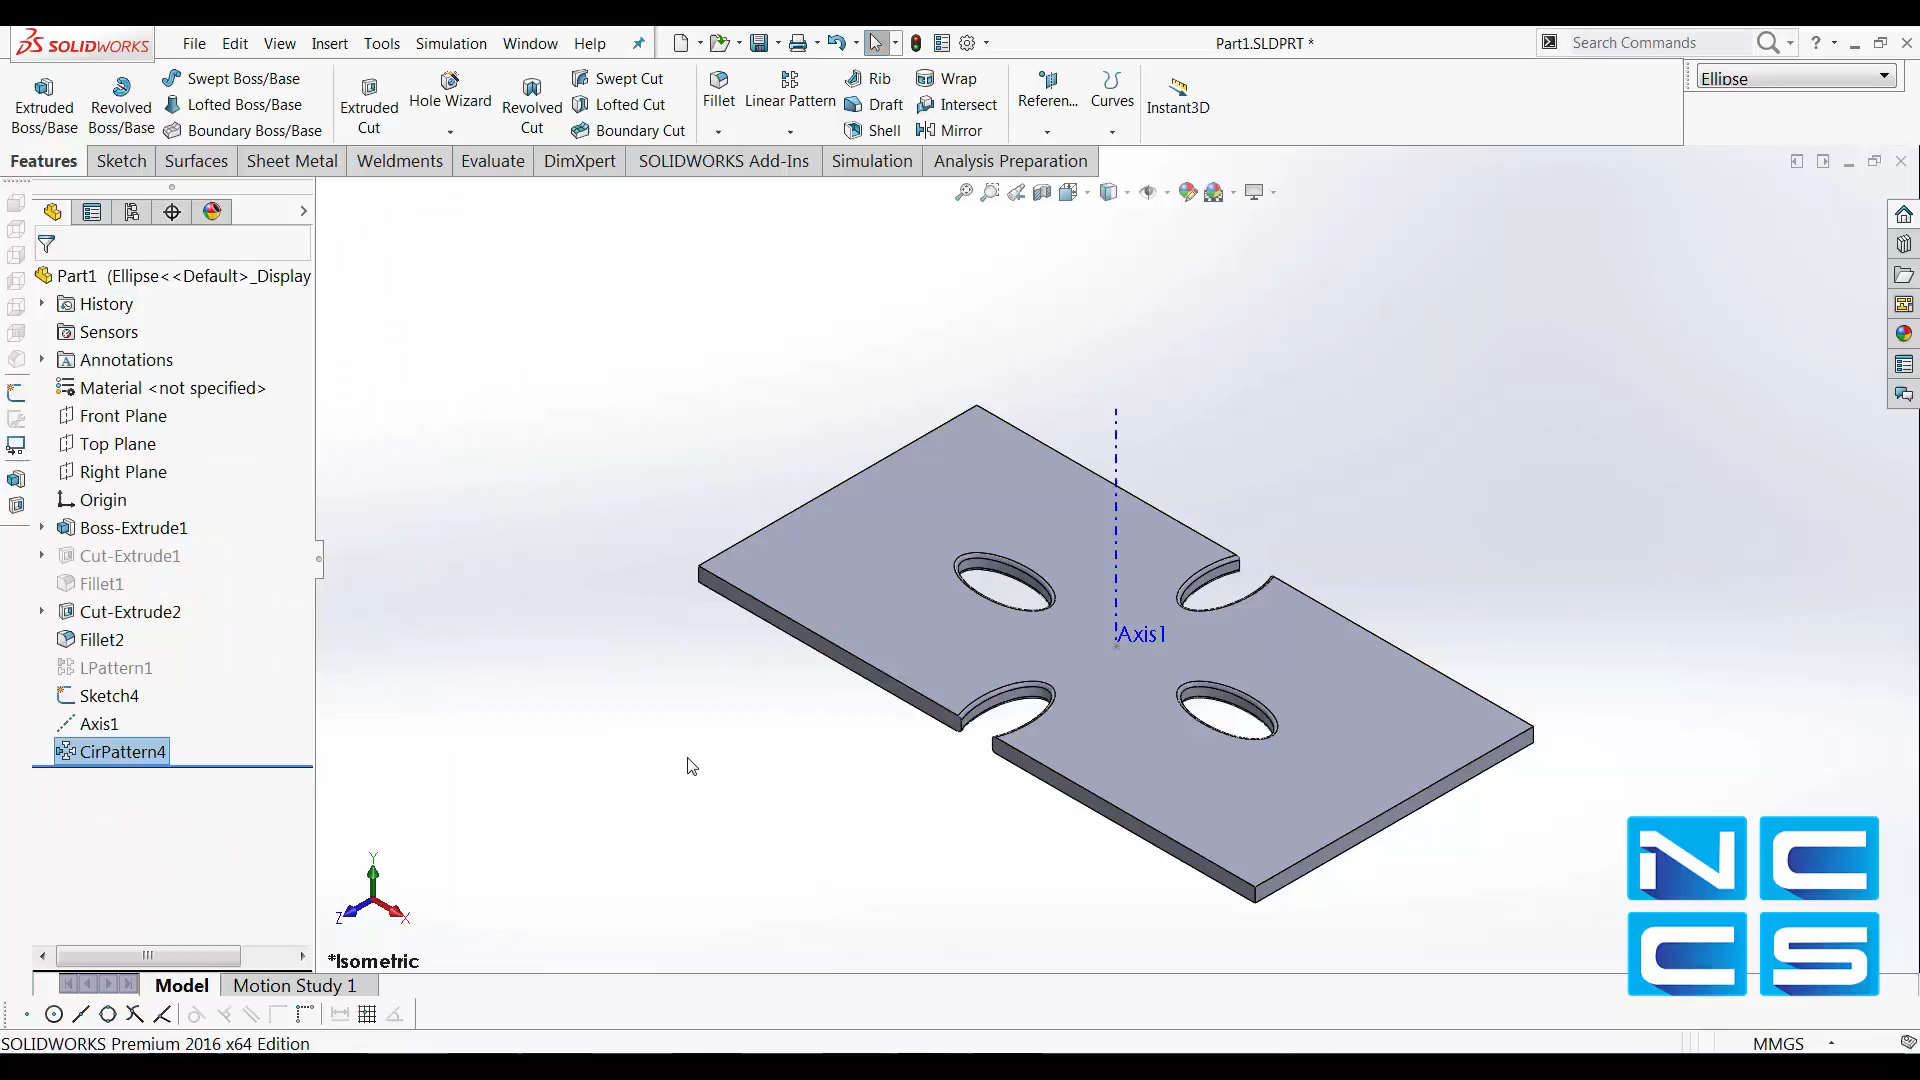 SOLIDWORKS
File Edit View Insert Tools Simulation Window Help
Part1.SLDPRT *
Search Commands
?
Extruded Boss/Base
Revolved Boss/Base
Swept Boss/Base
Lofted Boss/Base
Boundary Boss/Base
Extruded Cut
Hole Wizard
Revolved Cut
Swept Cut
Lofted Cut
Boundary Cut
Fillet
Linear Pattern
Rib
Draft
Shell
Wrap
Intersect
Mirror
Referen...
Curves
Instant3D
Ellipse
Features Sketch Surfaces Sheet Metal Weldments Evaluate DimXpert SOLIDWORKS Add-Ins Simulation Analysis Preparation
Part1 (Ellipse<<Default>_Display
History
Sensors
Annotations
Material <not specified>
Front Plane
Top Plane
Right Plane
Origin
Boss-Extrude1
Cut-Extrude1
Fillet1
Cut-Extrude2
Fillet2
LPattern1
Sketch4
Axis1
CirPattern4
Axis1
Y
Z
X
*Isometric
NC
CS
Model Motion Study 1
SOLIDWORKS Premium 2016 x64 Edition
MMGS